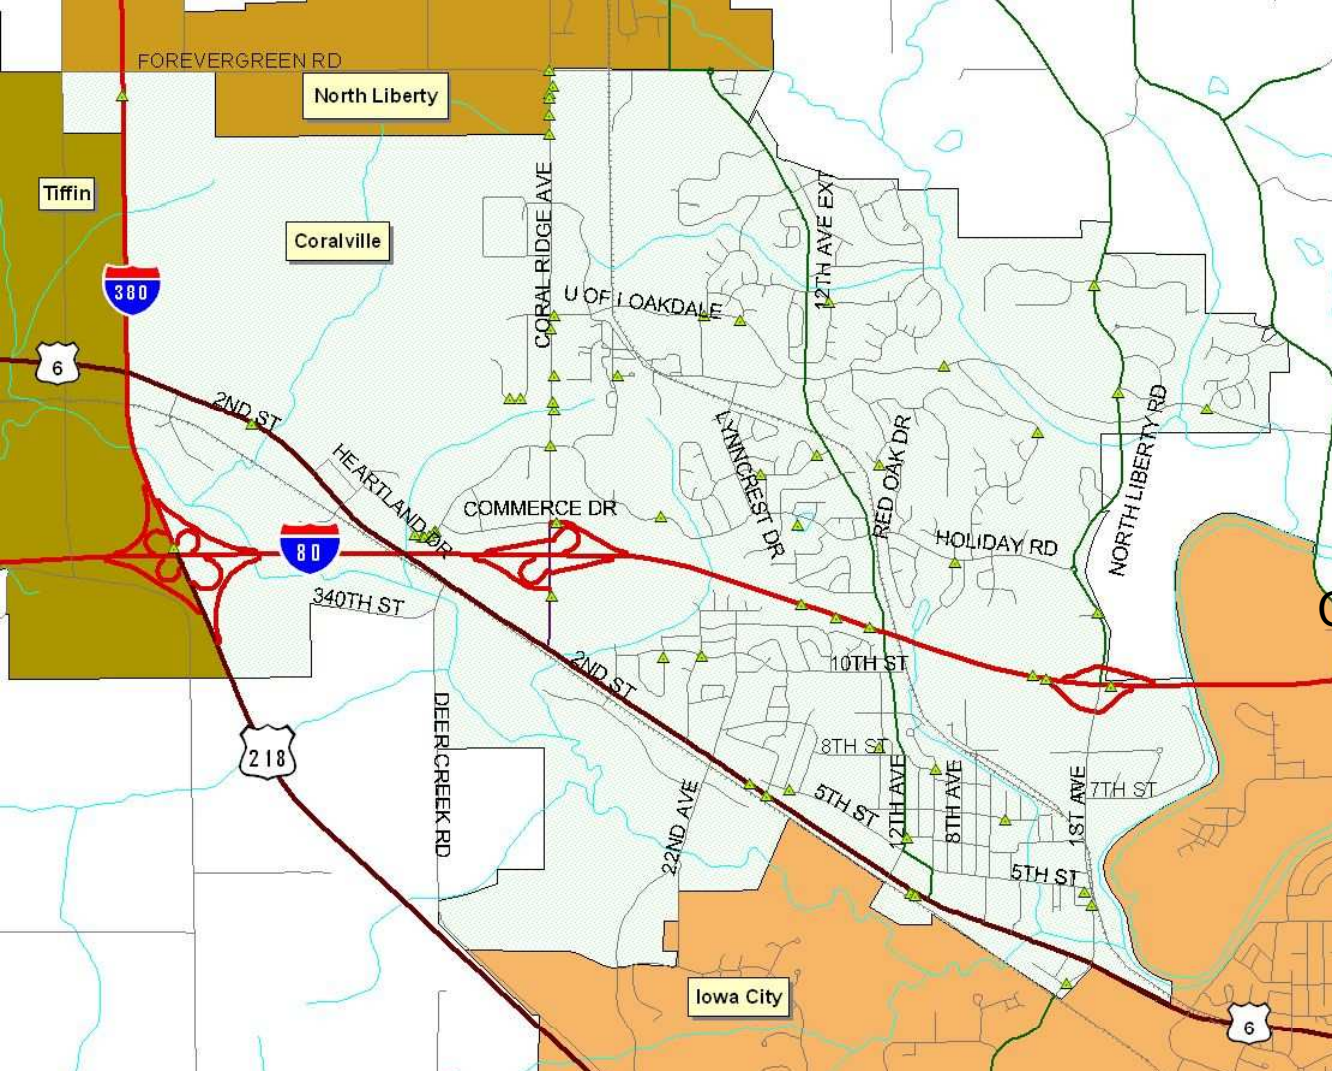 FOREVERGREEN RD
North Liberty
Tiffin
CORAL RIDGE AVE
12TH AVE EXT
Coralville
380
U OF I OAKDALE
6
2ND ST
LYNNCREST DR
RED OAK DR
NORTH LIBERTY RD
HEARTLAND DR
COMMERCE DR
80
HOLIDAY RD
340TH ST
2ND ST
10TH ST
DEER CREEK RD
218
8TH ST
22ND AVE
5TH ST
12TH AVE
8TH AVE
1ST AVE
7TH ST
5TH ST
Iowa City
6